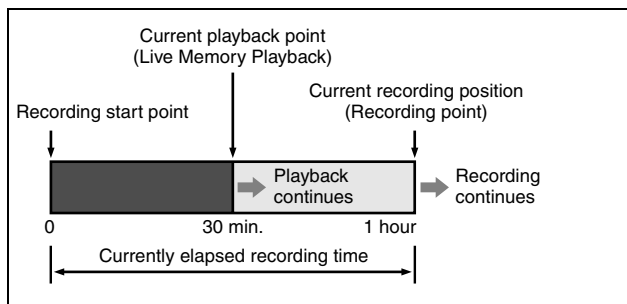 Current playback point
(Live Memory Playback)
Current recording position
(Recording point)
Recording start point
Playback
continues
Recording
continues
0
30 min.
1 hour
Currently elapsed recording time